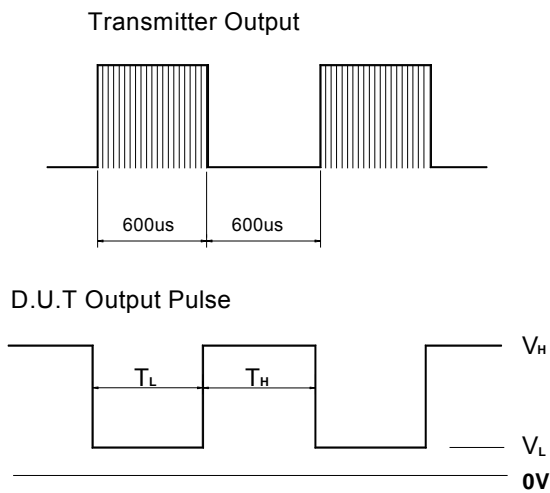 Transmitter Output
600us 600us
D.U.T Output Pulse
VH
TL TH
VL
0V